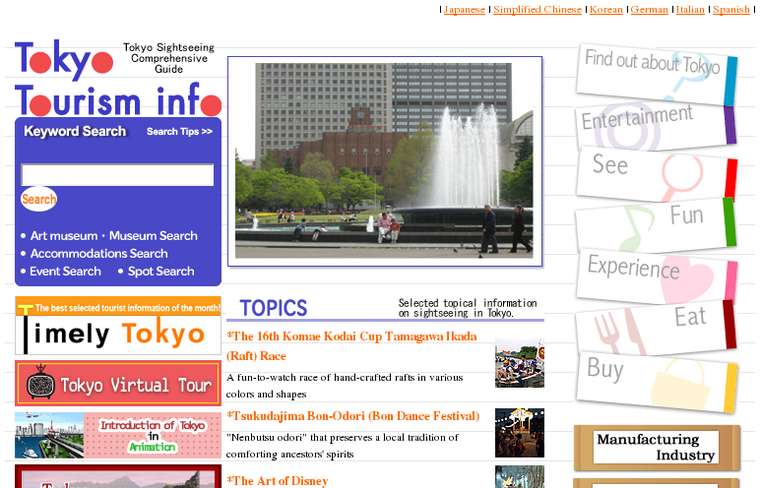 | Japanese | Simplified Chinese | Korean | German | Italian | Spanish |
Tokyo
Tokyo Sightseeing
Comprehensive
Guide
Tourism info
Keyword Search
Search Tips >>
Search
• Art museum・Museum Search
• Accommodations Search
• Event Search • Spot Search
Find out about Tokyo
Entertainment
See
Fun
Experience
Eat
Buy
The best selected tourist information of the month!
Timely Tokyo
Tokyo Virtual Tour
Introduction of Tokyo
in
Animation
TOPICS
Selected topical information
on sightseeing in Tokyo.
*The 16th Komae Kodai Cup Tamagawa Ikada
(Raft) Race
A fun-to-watch race of hand-crafted rafts in various
colors and shapes
*Tsukudajima Bon-Odori (Bon Dance Festival)
"Nenbutsu odori" that preserves a local tradition of
comforting ancestors' spirits
*The Art of Disney
Manufacturing
Industry